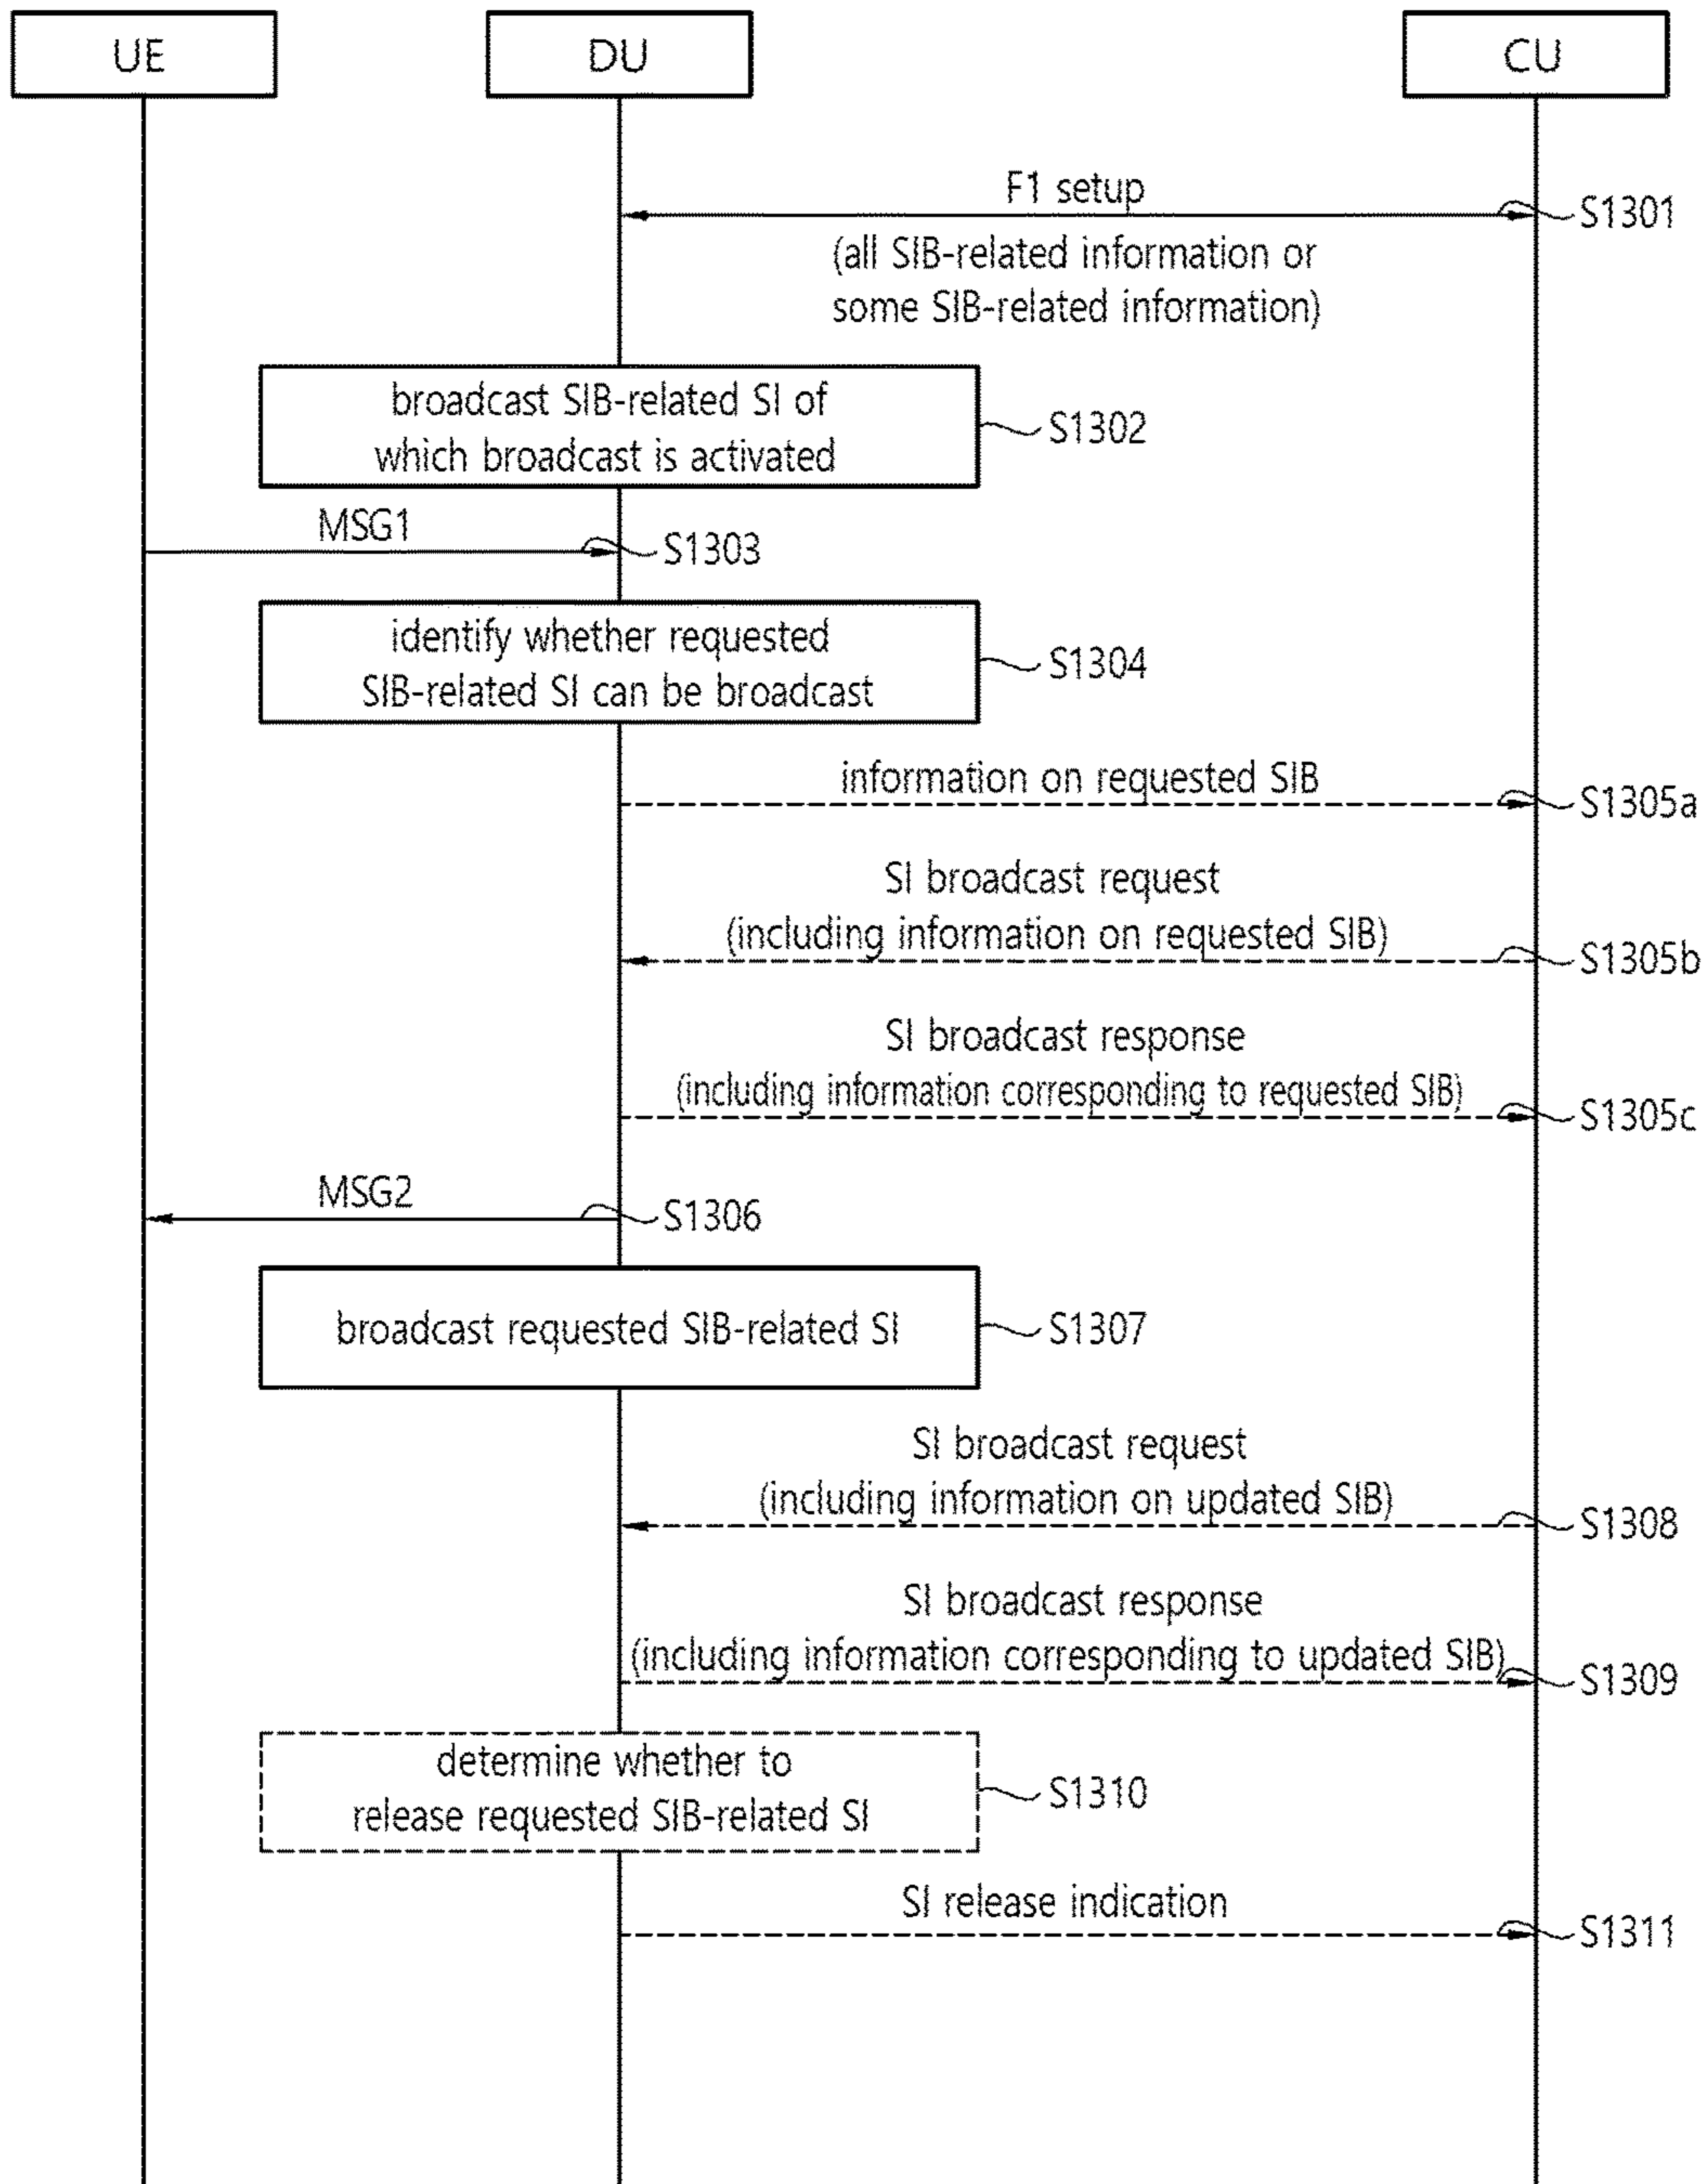 UE
DU
CU
F1 setup
S1301
(all SIB-related information or
some SIB-related information)
broadcast SIB-related SI of
which broadcast is activated
S1302
MSG1
S1303
identify whether requested
SIB-related SI can be broadcast
S1304
information on requested SIB
S1305a
SI broadcast request
(including information on requested SIB)
S1305b
SI broadcast response
(including information corresponding to requested SIB)
S1305c
MSG2
S1306
broadcast requested SIB-related SI
S1307
SI broadcast request
(including information on updated SIB)
S1308
SI broadcast response
(including information corresponding to updated SIB)
S1309
determine whether to
release requested SIB-related SI
S1310
SI release indication
S1311